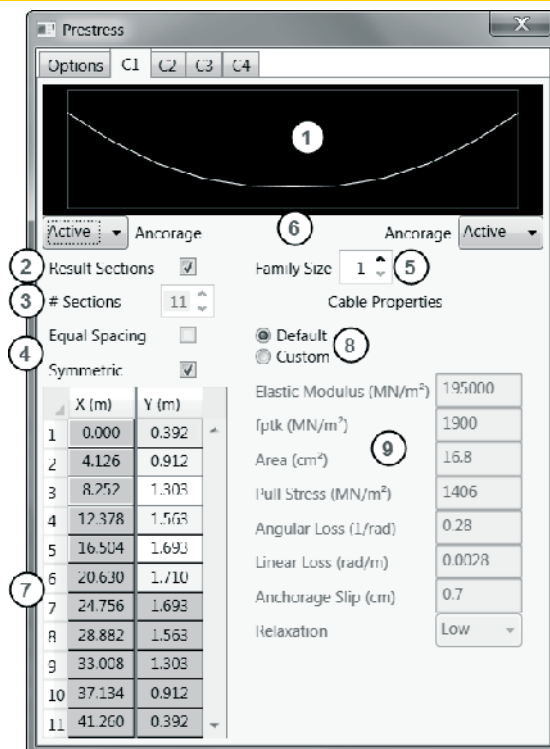 Prestress
Options C1 C2 C3 C4
1
Active Ancorage 6 Ancorage Active
2 Result Sections Family Size 1 5
3 # Sections 11 Cable Properties
4 Equal Spacing Default 8
Symmetric Custom
X (m) Y (m) Elastic Modulus (MN/m²) 195000
1 0.000 0.392 fptk (MN/m²) 1900
2 4.126 0.912 Area (cm²) 9 16.8
3 8.252 1.303 Pull Stress (MN/m²) 1406
4 12.378 1.563 Angular Loss (1/rad) 0.28
5 16.504 1.693 Linear Loss (rad/m) 0.0028
6 20.630 1.710 Anchorage Slip (cm) 0.7
7 7 24.756 1.693 Relaxation Low
8 28.882 1.563
9 33.008 1.303
10 37.134 0.912
11 41.260 0.392